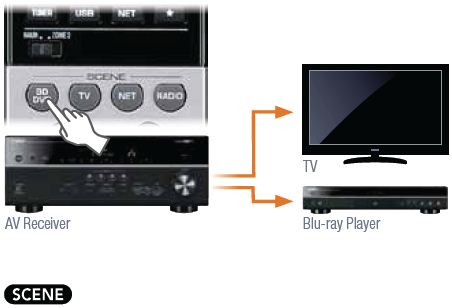 TUNER USB NET ★
MAIN ZONE2
SCENE
BD DVD TV NET RADIO
TV
AV Receiver
Blu-ray Player
SCENE